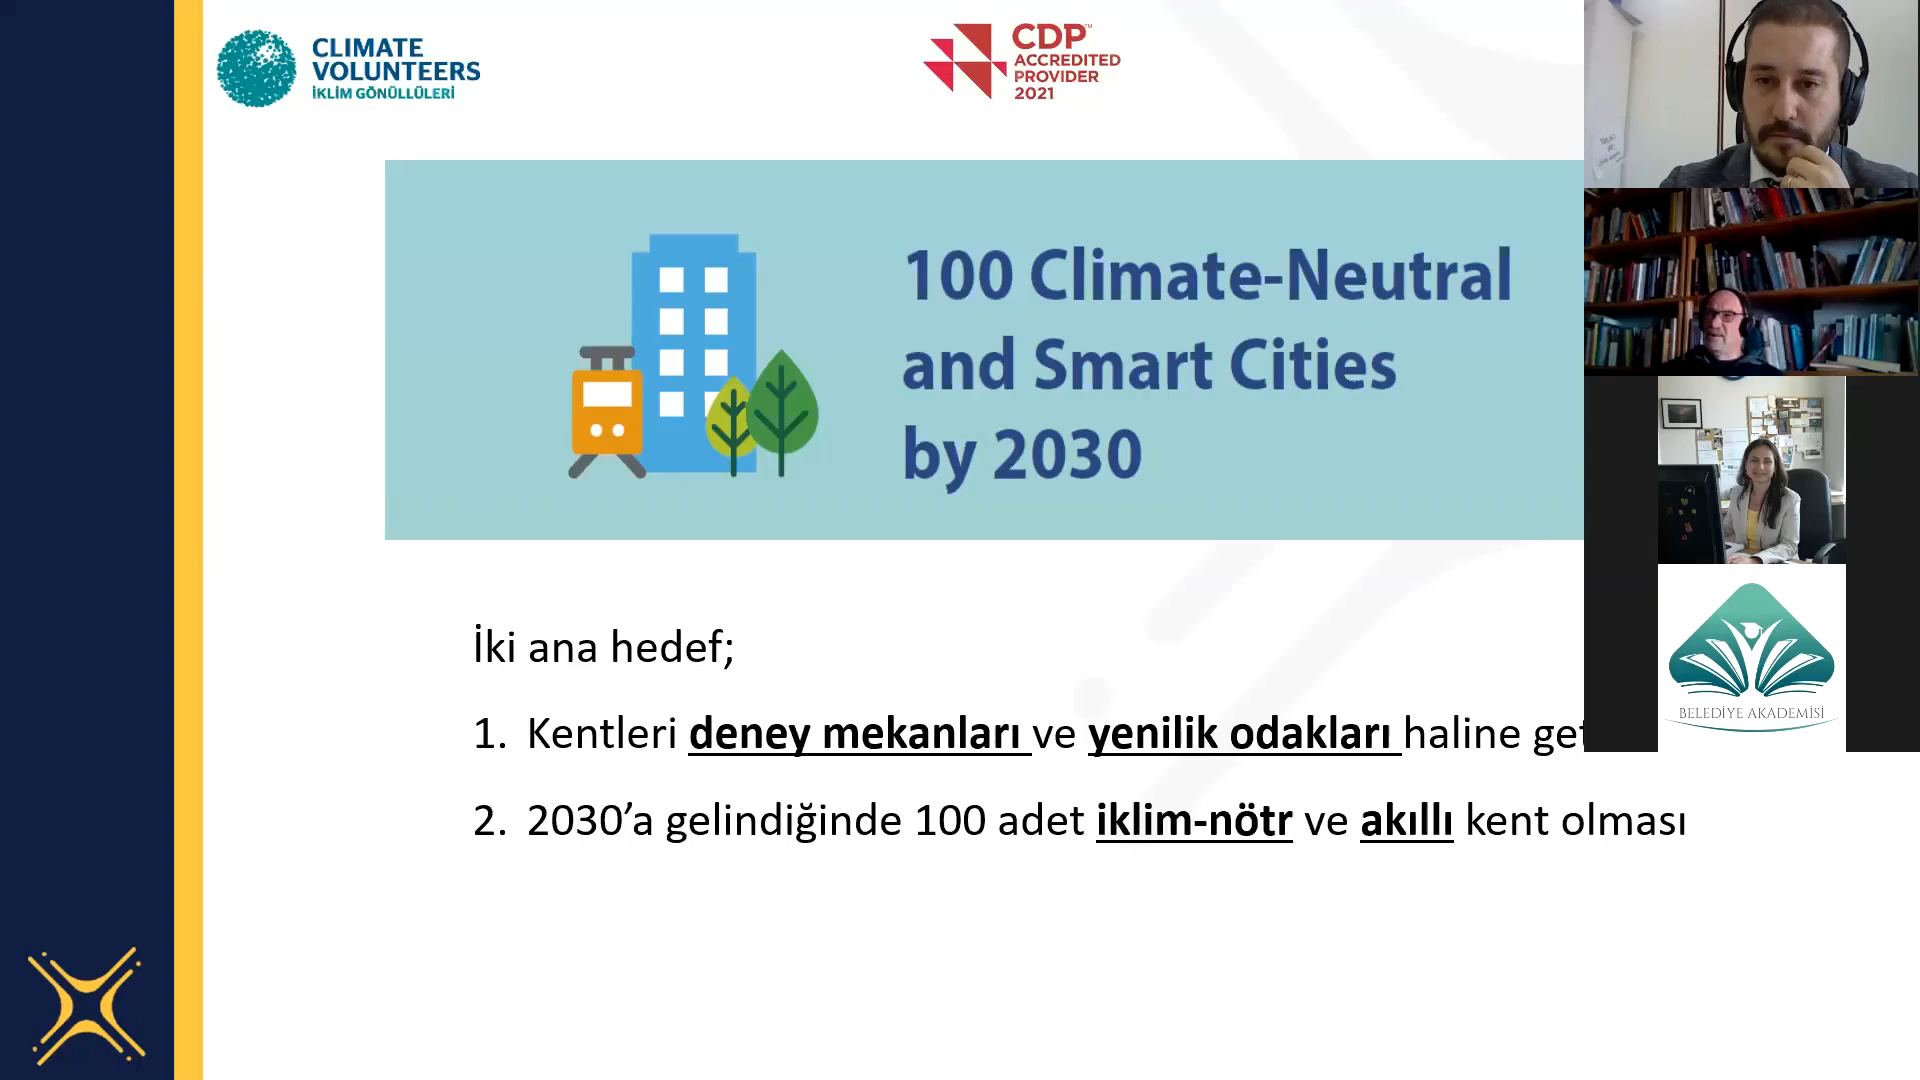 CLIMATE
VOLUNTEERS
İKLİM GÖNÜLLÜLERİ
CDP™
ACCREDITED
PROVIDER
2021
100 Climate-Neutral
and Smart Cities
by 2030
İki ana hedef;
1. Kentleri deney mekanları ve yenilik odakları haline
2. 2030’a gelindiğinde 100 adet iklim-nötr ve akıllı kent olması
BELEDİYE AKADEMİSİ